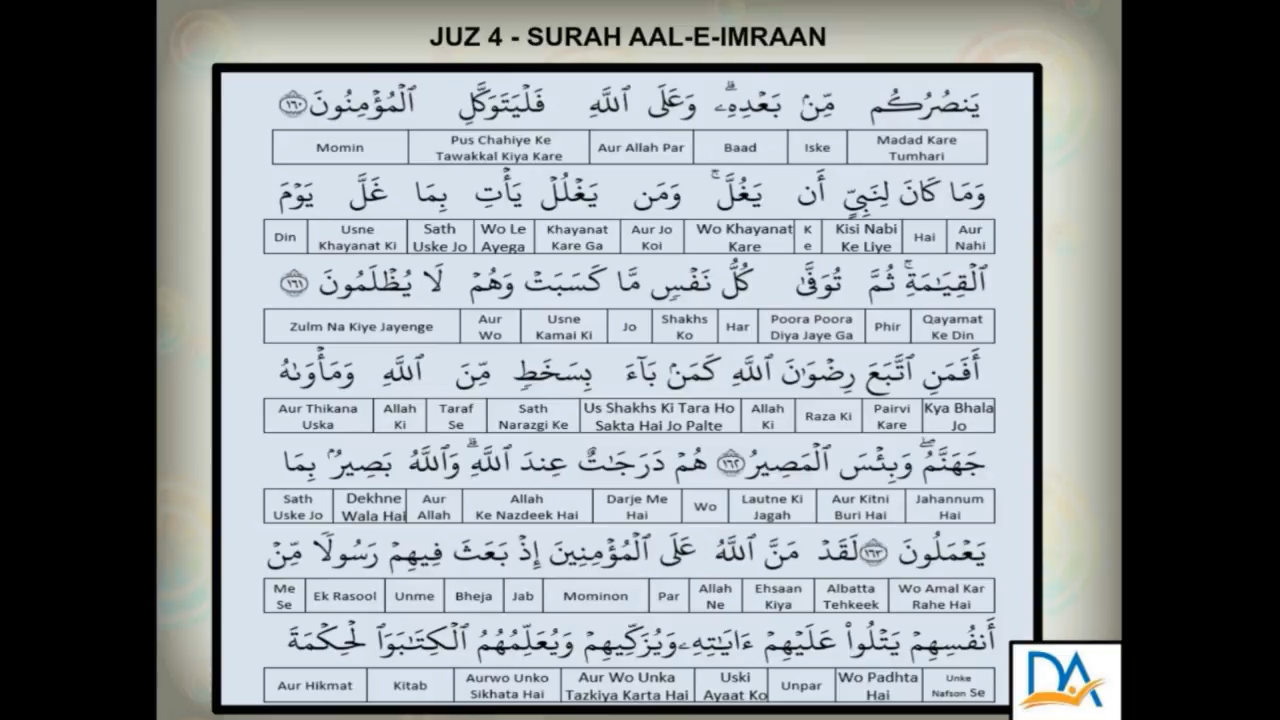 JUZ 4 - SURAH AAL-E-IMRAAN
يَنصُرُكُم مِّنۢ بَعۡدِهِۦۗ وَعَلَى ٱللَّهِ فَلۡيَتَوَكَّلِ ٱلۡمُؤۡمِنُونَ ١٦٠
Madad Kare Tumhari Iske Baad Aur Allah Par Pus Chahiye Ke Tawakkal Kiya Kare Momin
وَمَا كَانَ لِنَبِيٍّ أَن يَغُلَّۚ وَمَن يَغۡلُلۡ يَأۡتِ بِمَا غَلَّ يَوۡمَ
Aur Nahi Hai Kisi Nabi Ke Liye Ke Wo Khayanat Kare Aur Jo Koi Khayanat Kare Ga Wo Le Ayega Sath Uske Jo Usne Khayanat Ki Din
ٱلۡقِيَٰمَةِۚ ثُمَّ تُوَفَّىٰ كُلُّ نَفۡسٖ مَّا كَسَبَتۡ وَهُمۡ لَا يُظۡلَمُونَ ١٦١
Qayamat Ke Din Phir Poora Poora Diya Jaye Ga Har Shakhs Ko Jo Usne Kamai Ki Aur Wo Zulm Na Kiye Jayenge
أَفَمَنِ ٱتَّبَعَ رِضۡوَٰنَ ٱللَّهِ كَمَنۢ بَآءَ بِسَخَطٖ مِّنَ ٱللَّهِ وَمَأۡوَىٰهُ
Kya Bhala Jo Pairvi Kare Raza Ki Allah Ki Us Shakhs Ki Tara Ho Sakta Hai Jo Palte Sath Narazgi Ke Taraf Se Allah Ki Aur Thikana Uska
جَهَنَّمُۖ وَبِئۡسَ ٱلۡمَصِيرُ ١٦٢ هُمۡ دَرَجَٰتٌ عِندَ ٱللَّهِۗ وَٱللَّهُ بَصِيرُۢ بِمَا
Jahannum Hai Aur Kitni Buri Hai Lautne Ki Jagah Wo Darje Me Hai Allah Ke Nazdeek Hai Aur Allah Dekhne Wala Hai Sath Uske Jo
يَعۡمَلُونَ ١٦٣ لَقَدۡ مَنَّ ٱللَّهُ عَلَى ٱلۡمُؤۡمِنِينَ إِذۡ بَعَثَ فِيهِمۡ رَسُولٗا مِّنۡ
Wo Amal Kar Rahe Hai Albatta Tehkeek Ehsaan Kiya Allah Ne Par Mominon Jab Bheja Unme Ek Rasool Me Se
أَنفُسِهِمۡ يَتۡلُواْ عَلَيۡهِمۡ ءَايَٰتِهِۦ وَيُزَكِّيهِمۡ وَيُعَلِّمُهُمُ ٱلۡكِتَٰبَوَٱ لۡحِكۡمَةَ
Unke Nafson Se Wo Padhta Hai Unpar Uski Ayaat Ko Aur Wo Unka Tazkiya Karta Hai Aurwo Unko Sikhata Hai Kitab Aur Hikmat
DA